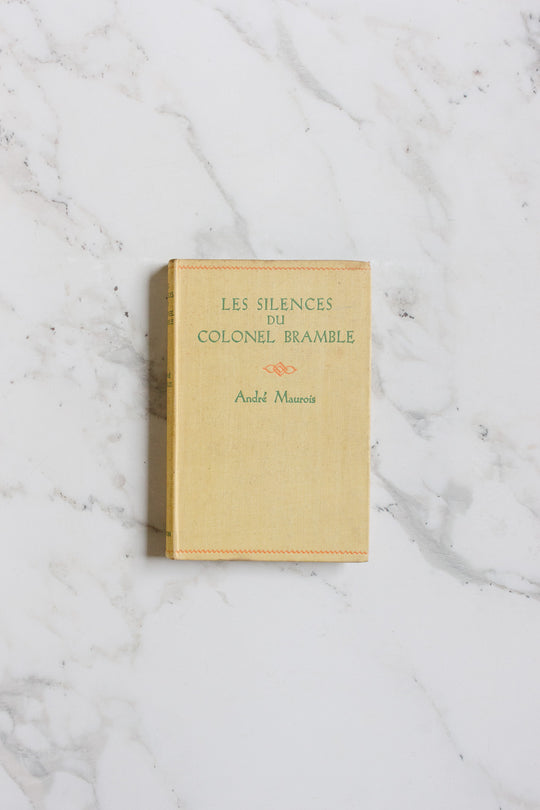 LES SILENCES
DU
COLONEL BRAMBLE
André Maurois